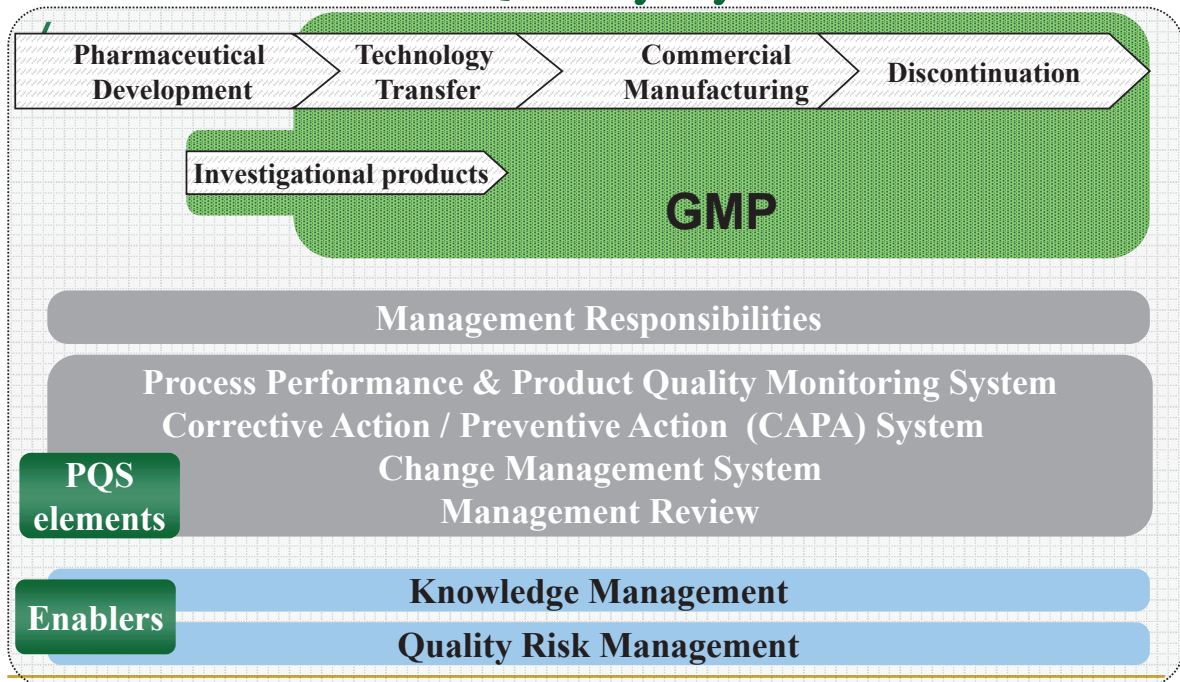 Pharmaceutical
Development
Technology
Transfer
Commercial
Manufacturing
Discontinuation
Investigational products
GMP
Management Responsibilities
Process Performance & Product Quality Monitoring System
Corrective Action / Preventive Action (CAPA) System
Change Management System
Management Review
PQS
elements
Knowledge Management
Enablers
Quality Risk Management